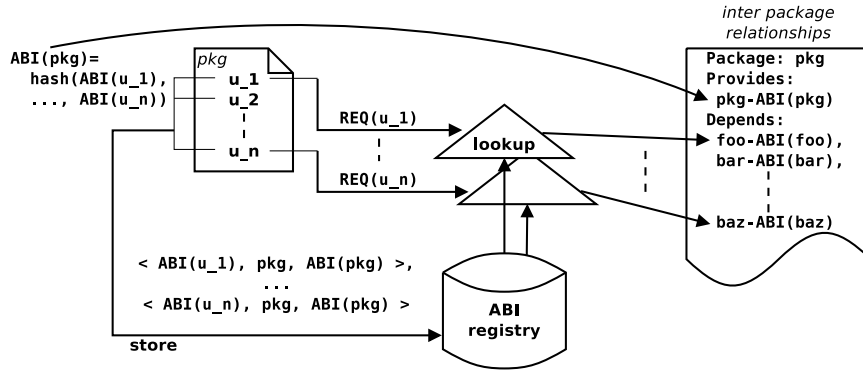 inter package
relationships
ABI(pkg)=
hash(ABI(u_1),
..., ABI(u_n))
pkg
u_1
u_2
u_n
REQ(u_1)
REQ(u_n)
lookup
Package: pkg
Provides:
pkg-ABI(pkg)
Depends:
foo-ABI(foo),
bar-ABI(bar),
baz-ABI(baz)
< ABI(u_1), pkg, ABI(pkg) >,
...
< ABI(u_n), pkg, ABI(pkg) >
store
ABI
registry